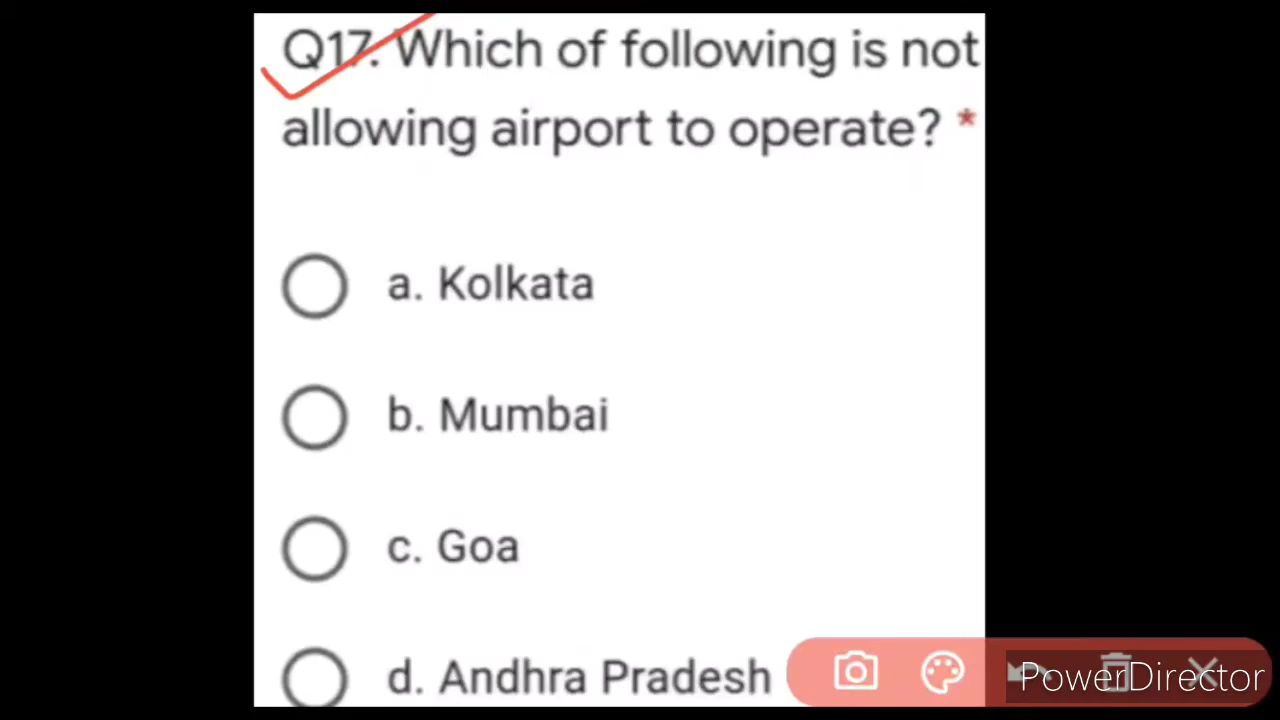 Q17. Which of following is not
allowing airport to operate? *
a. Kolkata
b. Mumbai
c. Goa
d. Andhra Pradesh
PowerDirector